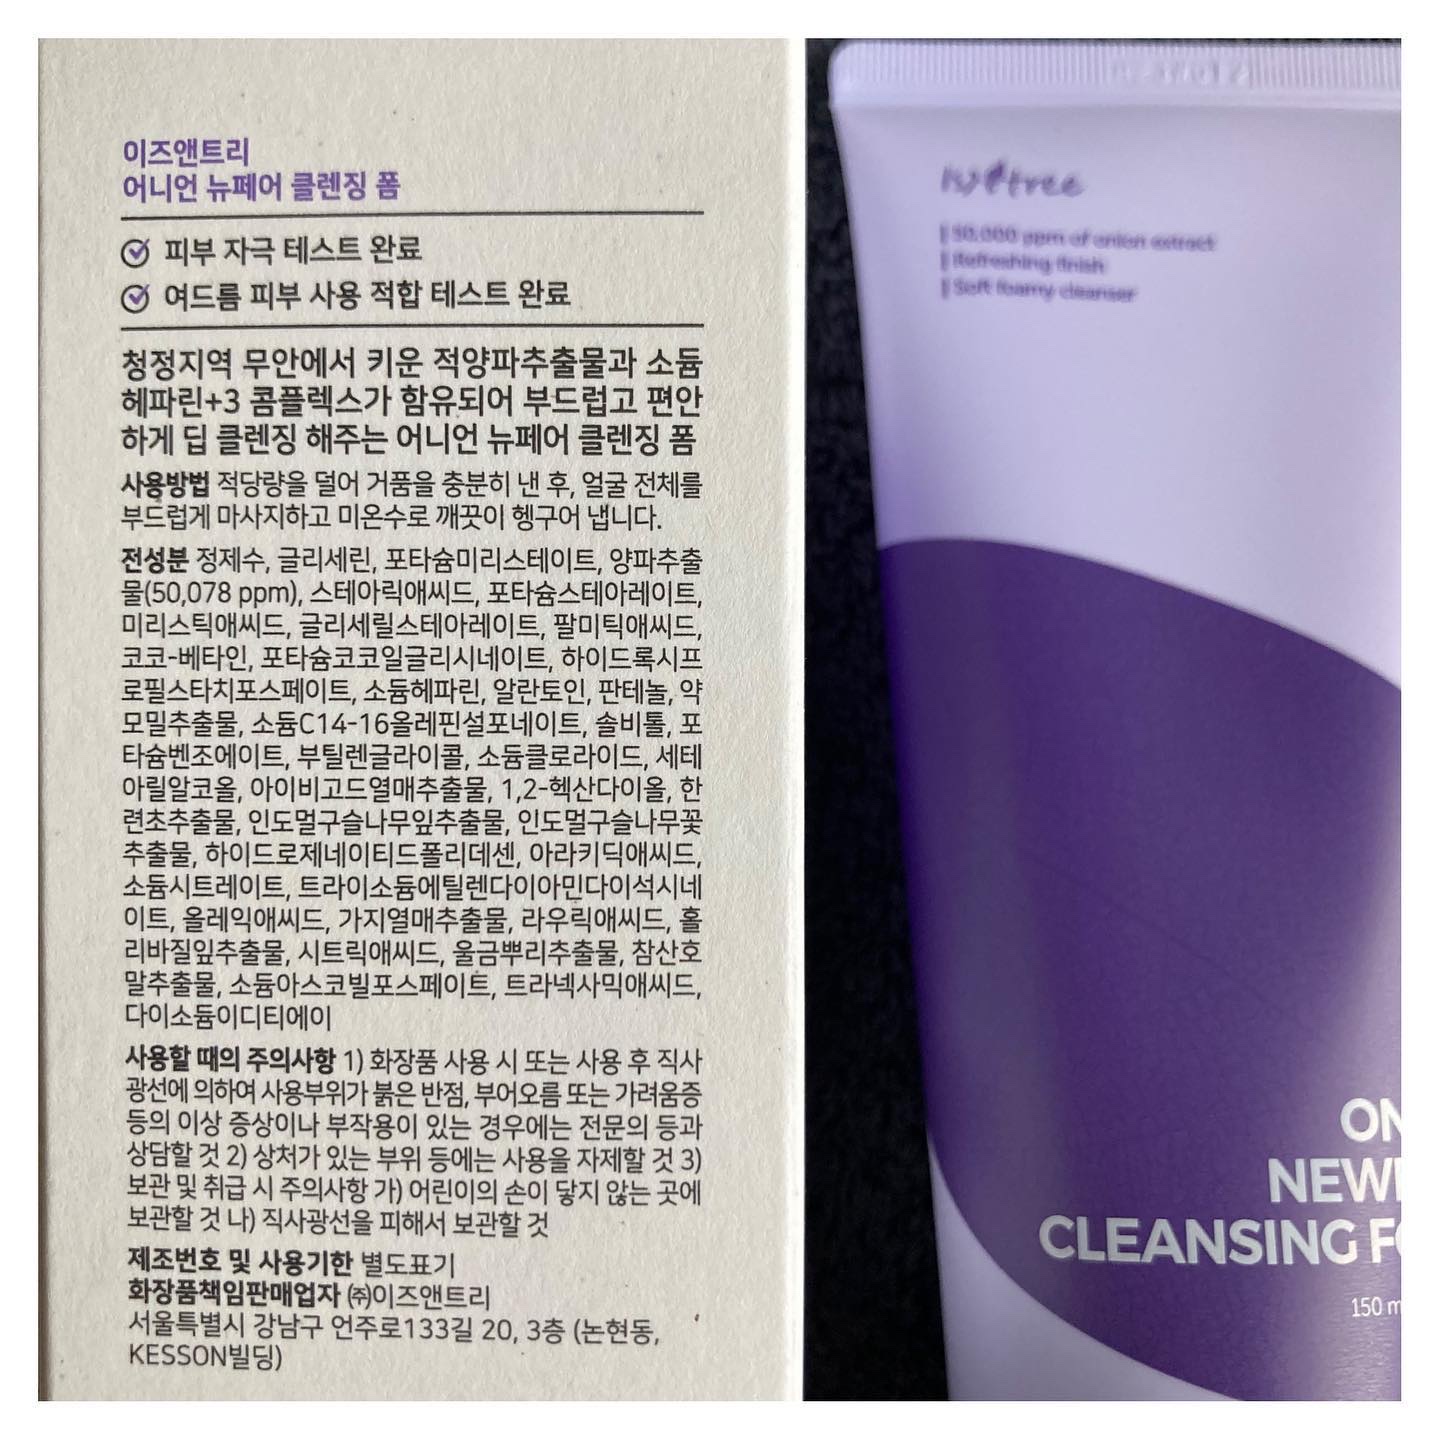 이즈앤트리
어니언 뉴페어 클렌징 폼
피부 자극 테스트 완료
여드름 피부 사용 적합 테스트 완료
청정지역 무안에서 키운 적양파추출물과 소듐
헤파린+3 콤플렉스가 함유되어 부드럽고 편안
하게 딥 클렌징 해주는 어니언 뉴페어 클렌징 폼
사용방법 적당량을 덜어 거품을 충분히 낸 후, 얼굴 전체를
부드럽게 마사지하고 미온수로 깨끗이 헹구어 냅니다.
전성분 정제수, 글리세린, 포타슘미리스테이트, 양파추출
물(50,078 ppm), 스테아릭애씨드, 포타슘스테아레이트,
미리스틱애씨드, 글리세릴스테아레이트, 팔미틱애씨드,
코코-베타인, 포타슘코코일글리시네이트, 하이드록시프
로필스타치포스페이트, 소듐헤파린, 알란토인, 판테놀, 약
모밀추출물, 소듐C14-16올레핀설포네이트, 솔비톨, 포
타슘벤조에이트, 부틸렌글라이콜, 소듐클로라이드, 세테
아릴알코올, 아이비고드열매추출물, 1,2-헥산다이올, 한
련초추출물, 인도멀구슬나무잎추출물, 인도멀구슬나무꽃
추출물, 하이드로제네이티드폴리데센, 아라키딕애씨드,
소듐시트레이트, 트라이소듐에틸렌다이아민다이석시네
이트, 올레익애씨드, 가지열매추출물, 라우릭애씨드, 홀
리바질잎추출물, 시트릭애씨드, 울금뿌리추출물, 참산호
말추출물, 소듐아스코빌포스페이트, 트라넥사믹애씨드,
다이소듐이디티에이
사용할 때의 주의사항 1) 화장품 사용 시 또는 사용 후 직사
광선에 의하여 사용부위가 붉은 반점, 부어오름 또는 가려움증
등의 이상 증상이나 부작용이 있는 경우에는 전문의 등과
상담할 것 2) 상처가 있는 부위 등에는 사용을 자제할 것 3)
보관 및 취급 시 주의사항 가) 어린이의 손이 닿지 않는 곳에
보관할 것 나) 직사광선을 피해서 보관할 것
제조번호 및 사용기한 별도표기
화장품책임판매업자 ㈜이즈앤트리
서울특별시 강남구 언주로133길 20, 3층 (논현동,
KESSON빌딩)
isntree
50,000 ppm of onion extract
Refreshing finish
Soft foamy cleanser
ON
NEW
CLEANSING FO
150 m